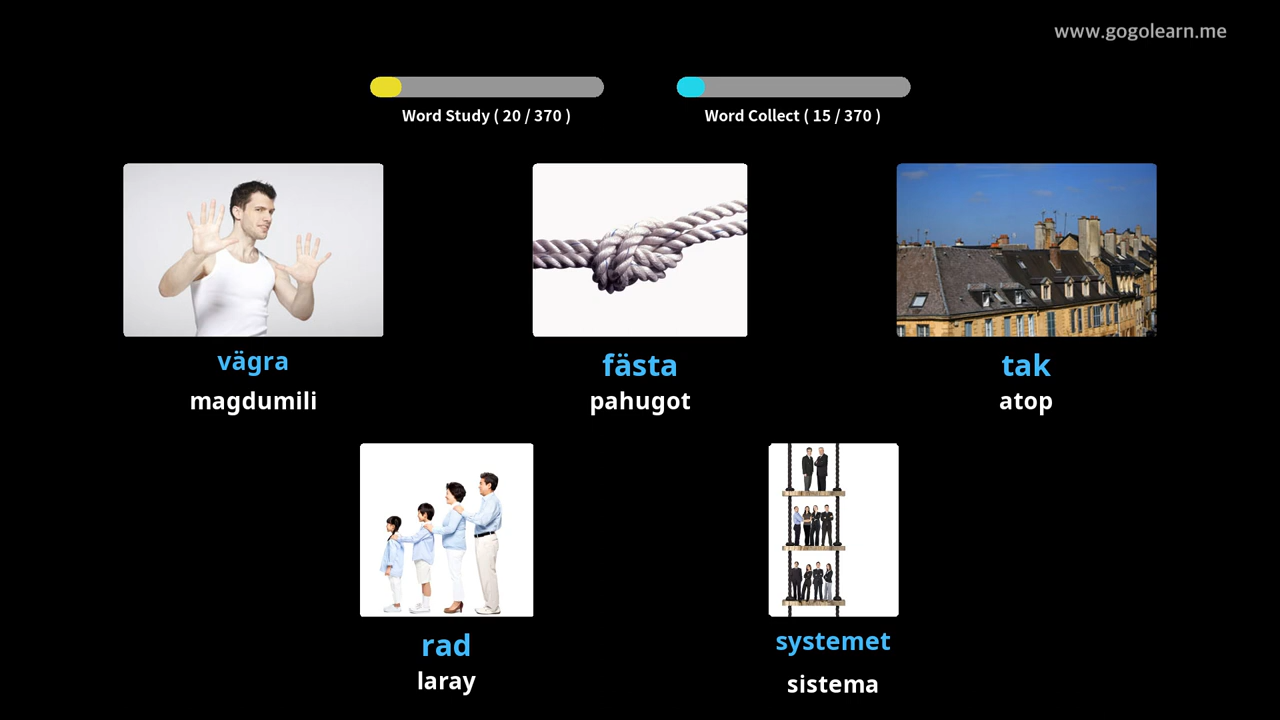 www.gogolearn.me
Word Study ( 20 / 370 )
Word Collect ( 15 / 370 )
vägra
magdumili
fästa
pahugot
tak
atop
rad
laray
systemet
sistema